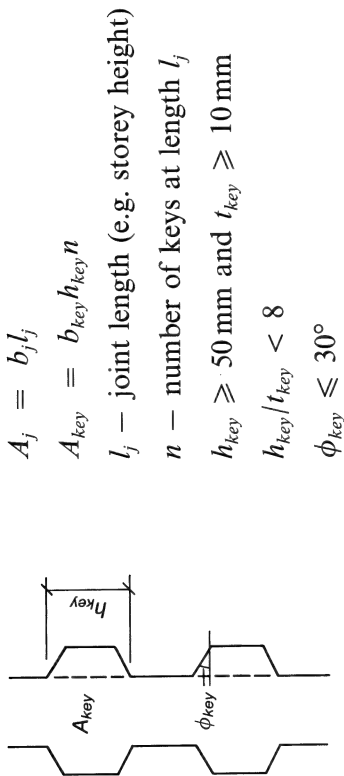 A_j = b_j l_j
A_key = b_key h_key n
l_j – joint length (e.g. storey height)
n – number of keys at length l_j
h_key ⩾ 50 mm and t_key ⩾ 10 mm
h_key/t_key < 8
ϕ_key ⩽ 30°
h_key
A_key
ϕ_key